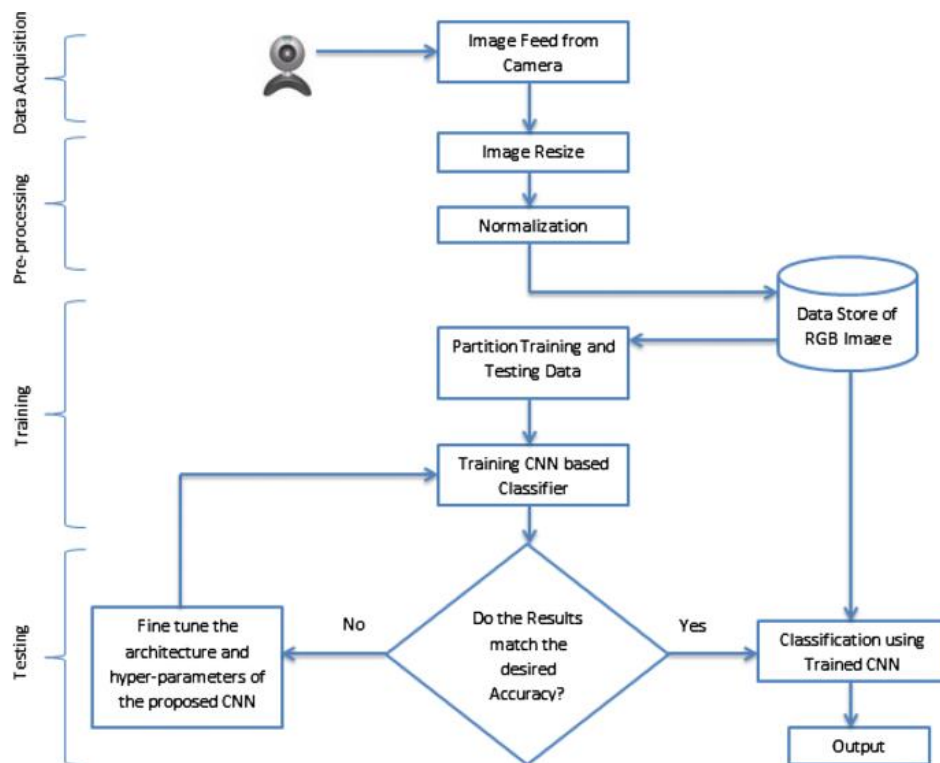 Data Acquisition
Image Feed from
Camera
Pre-processing
Image Resize
Normalization
Data Store of
RGB Image
Training
Partition Training and
Testing Data
Training CNN based
Classifier
Testing
Fine tune the
architecture and
hyper-parameters of
the proposed CNN
No
Do the Results
match the
desired
Accuracy?
Yes
Classification using
Trained CNN
Output